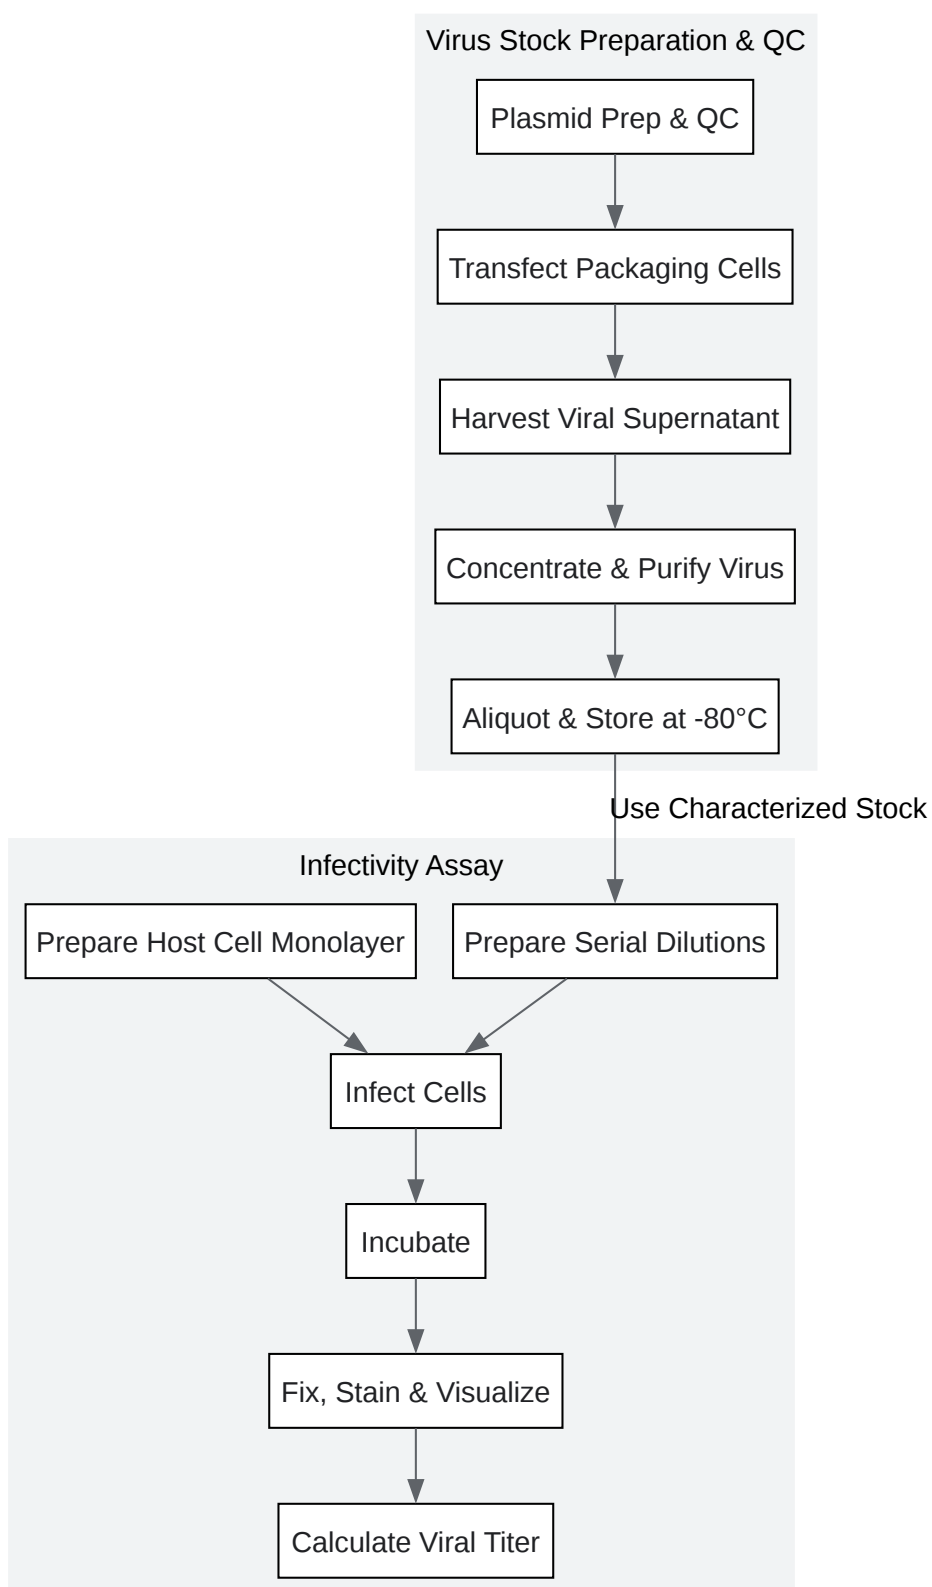 Virus Stock Preparation & QC
Plasmid Prep & QC
Transfect Packaging Cells
Harvest Viral Supernatant
Concentrate & Purify Virus
Aliquot & Store at -80°C
Use Characterized Stock
Infectivity Assay
Prepare Host Cell Monolayer
Prepare Serial Dilutions
Infect Cells
Incubate
Fix, Stain & Visualize
Calculate Viral Titer